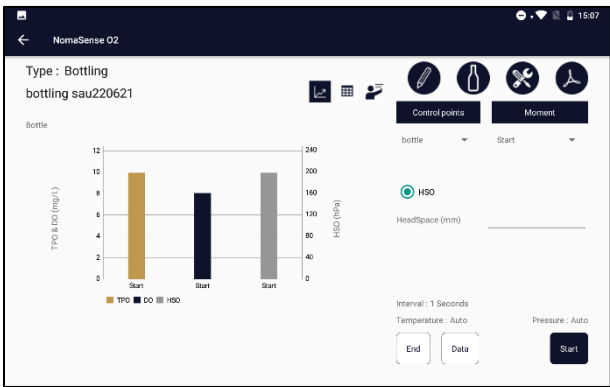 15:07
NomaSense O2
Type : Bottling
bottling sau220621
Bottle
12
10
8
6
4
2
0
TPO & DO (mg/L)
240
200
160
120
80
40
0
HSO (hPa)
Start
Start
Start
TPO DO HSO
Control points
Moment
bottle
Start
HSO
HeadSpace (mm)
Interval : 1 Seconds
Temperature : Auto
Pressure : Auto
End
Data
Start